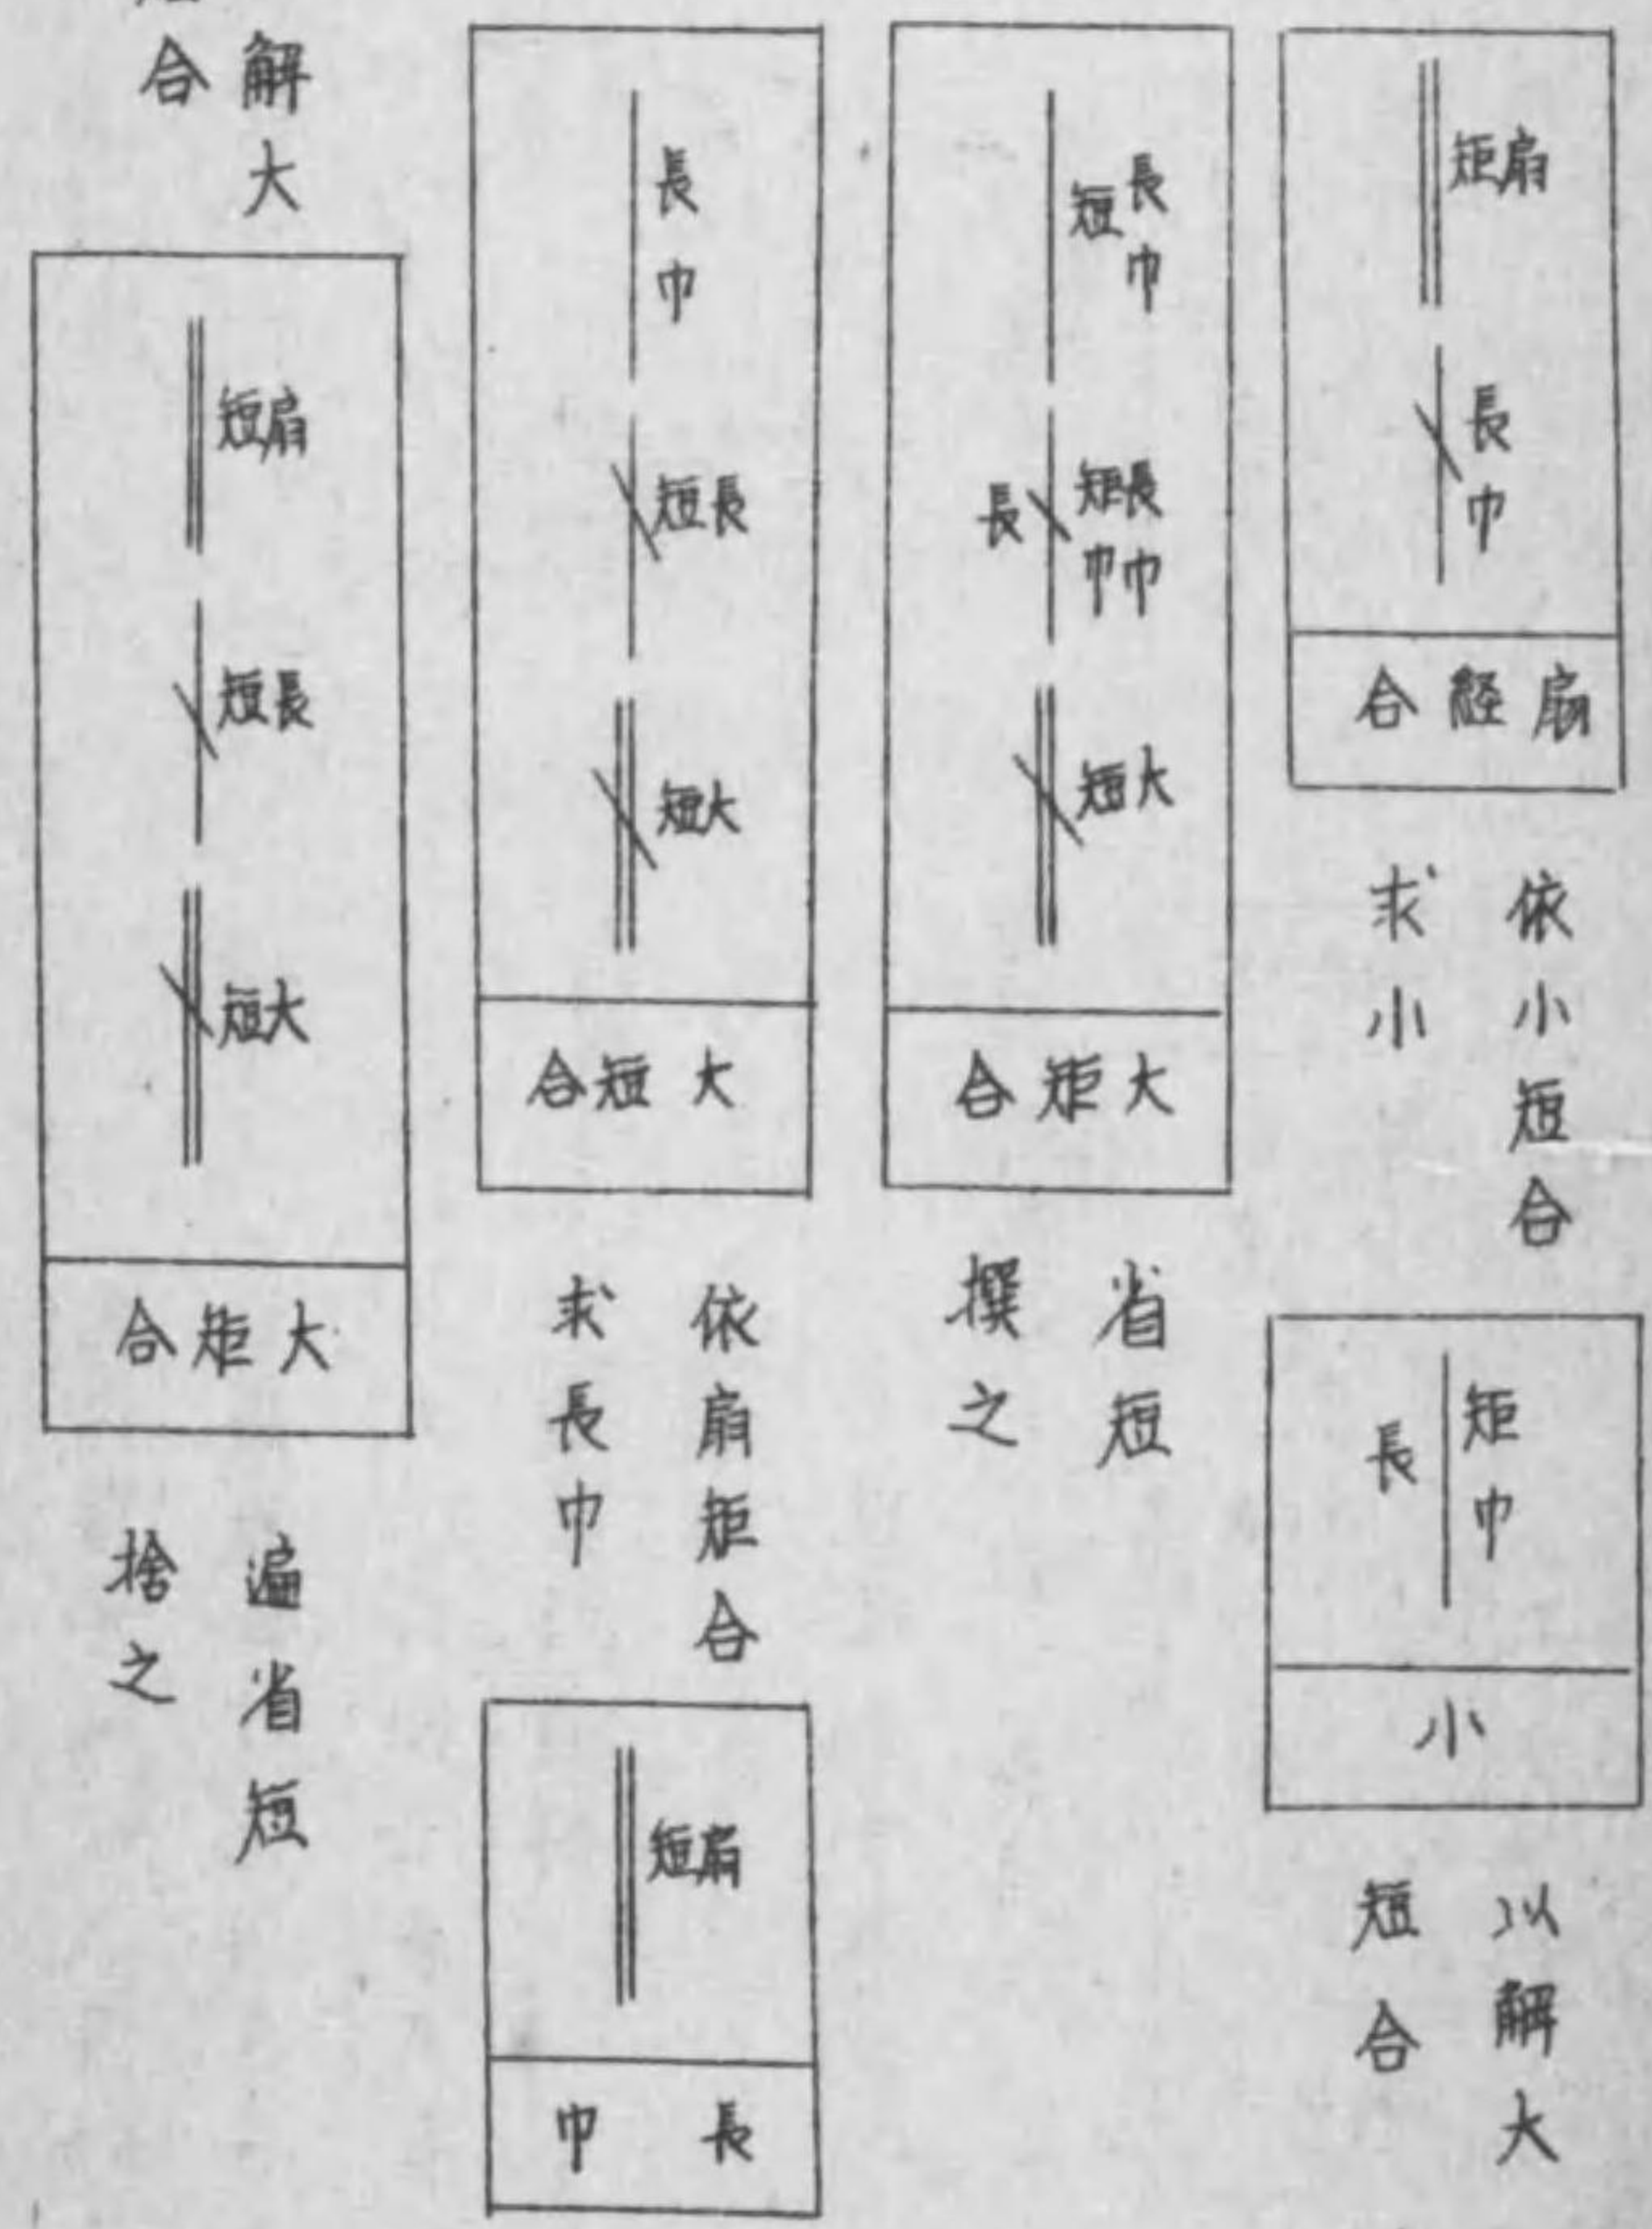 短扇
長巾
扇経合
依小短合
求小
矩巾
長
小
以解大
短合
長巾
短
長巾
矩巾
長
短大
大矩合
省短
撰之
長巾
短長
短大
大短合
依扇矩合
求長巾
短扇
長巾
解大
合
短扇
短長
短大
大矩合
遍省短
捨之